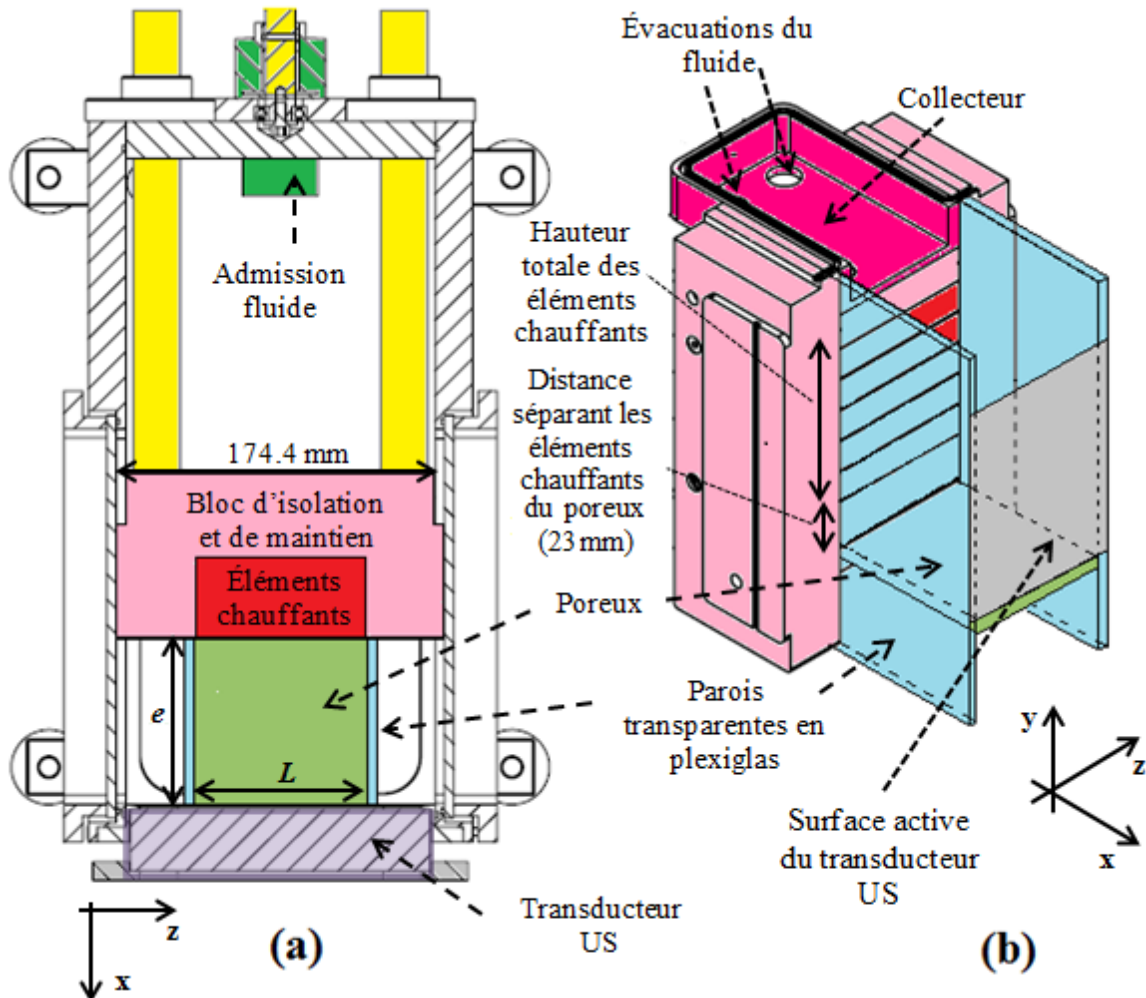 Admission
fluide
174.4 mm
Bloc d'isolation
et de maintien
Éléments
chauffants
e
L
z
x
(a)
Transducteur
US
Évacuations du
fluide
Collecteur
Hauteur
totale des
éléments
chauffants
Distance
séparant les
éléments
chauffants
du poreux
(23 mm)
Poreux
Parois
transparentes en
plexiglas
Surface active
du transducteur
US
y
z
x
(b)